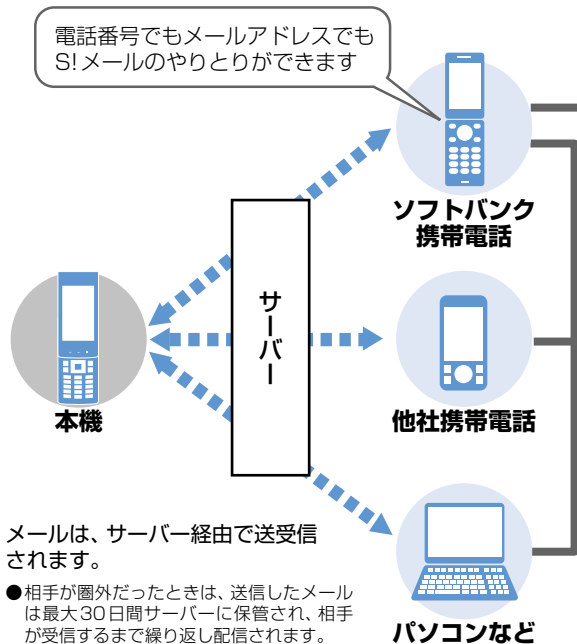 電話番号でもメールアドレスでも
S!メールのやりとりができます
ソフトバンク
携帯電話
サーバー
本機
他社携帯電話
メールは、サーバー経由で送受信
されます。
●相手が圏外だったときは、送信したメール
は最大30日間サーバーに保管され、相手
が受信するまで繰り返し配信されます。
パソコンなど